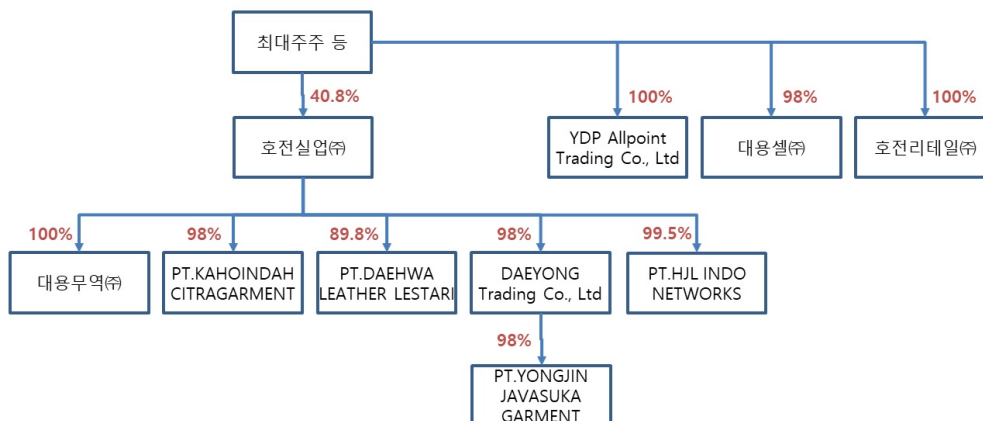 최대주주 등
40.8%
100%
98%
100%
호전실업㈜
YDP Allpoint
Trading Co., Ltd
대용셀㈜
호전리테일㈜
100%
98%
89.8%
98%
99.5%
대용무역㈜
PT.KAHOINDAH
CITRAGARMENT
PT.DAEHWA
LEATHER LESTARI
DAEYONG
Trading Co., Ltd
PT.HJL INDO
NETWORKS
98%
PT.YONGJIN
JAVASUKA
GARMENT